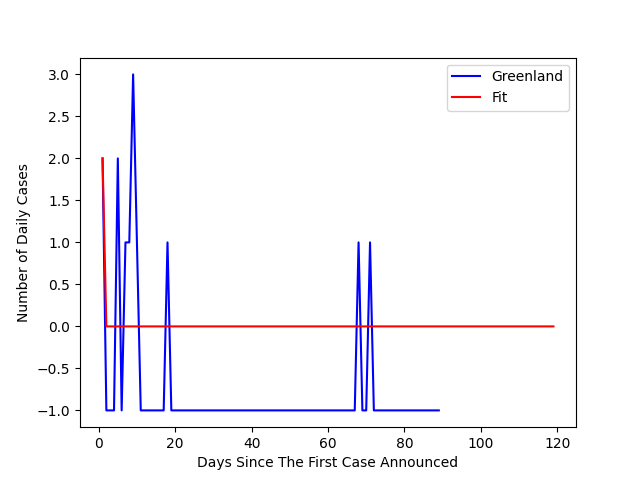 Greenland
Fit
3.0
2.5
2.0
1.5
1.0
0.5
0.0
−0.5
−1.0
Number of Daily Cases
0 20 40 60 80 100 120
Days Since The First Case Announced